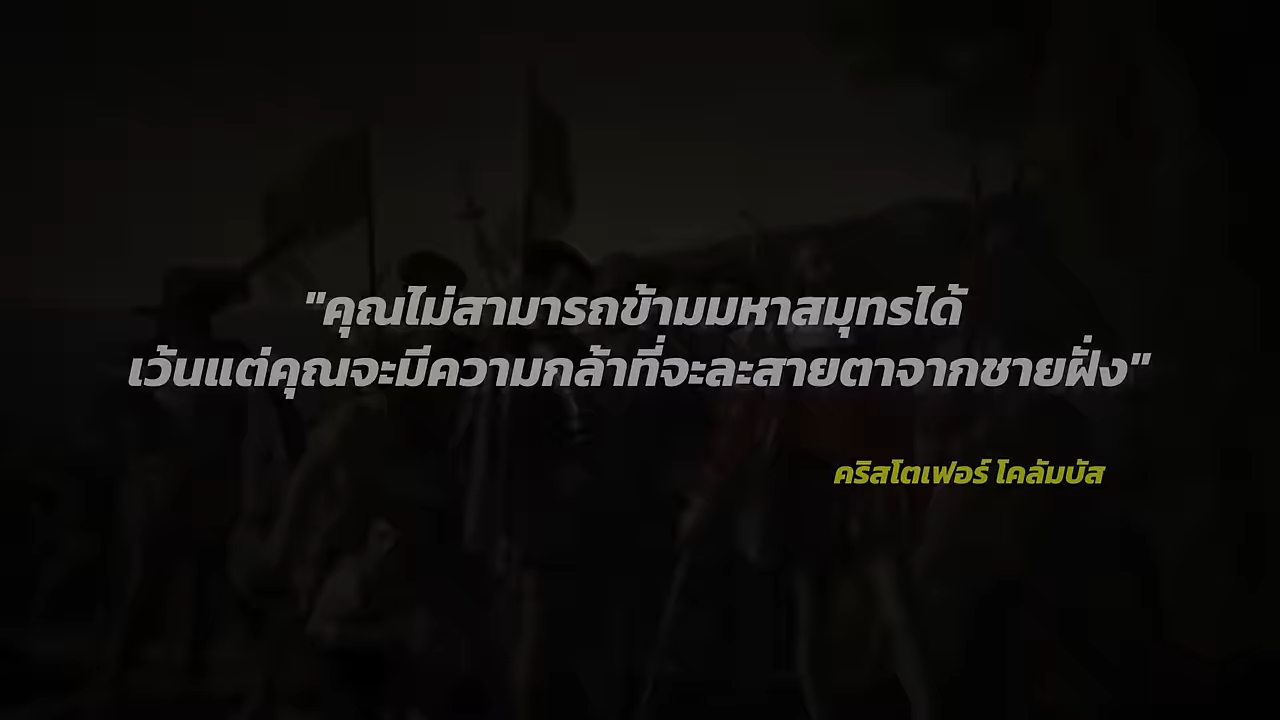 "คุณไม่สามารถข้ามมหาสมุทรได้
เว้นแต่คุณจะมีความกล้าที่จะละสายตาจากชายฝั่ง"
คริสโตเฟอร์ โคลัมบัส